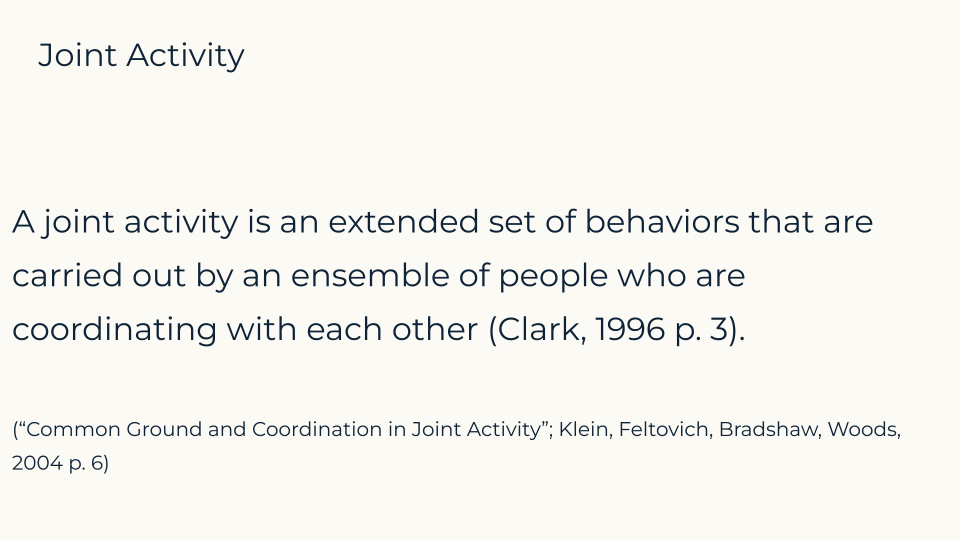 Joint Activity
A joint activity is an extended set of behaviors that are
carried out by an ensemble of people who are
coordinating with each other (Clark, 1996 p. 3).
(“Common Ground and Coordination in Joint Activity”; Klein, Feltovich, Bradshaw, Woods,
2004 p. 6)